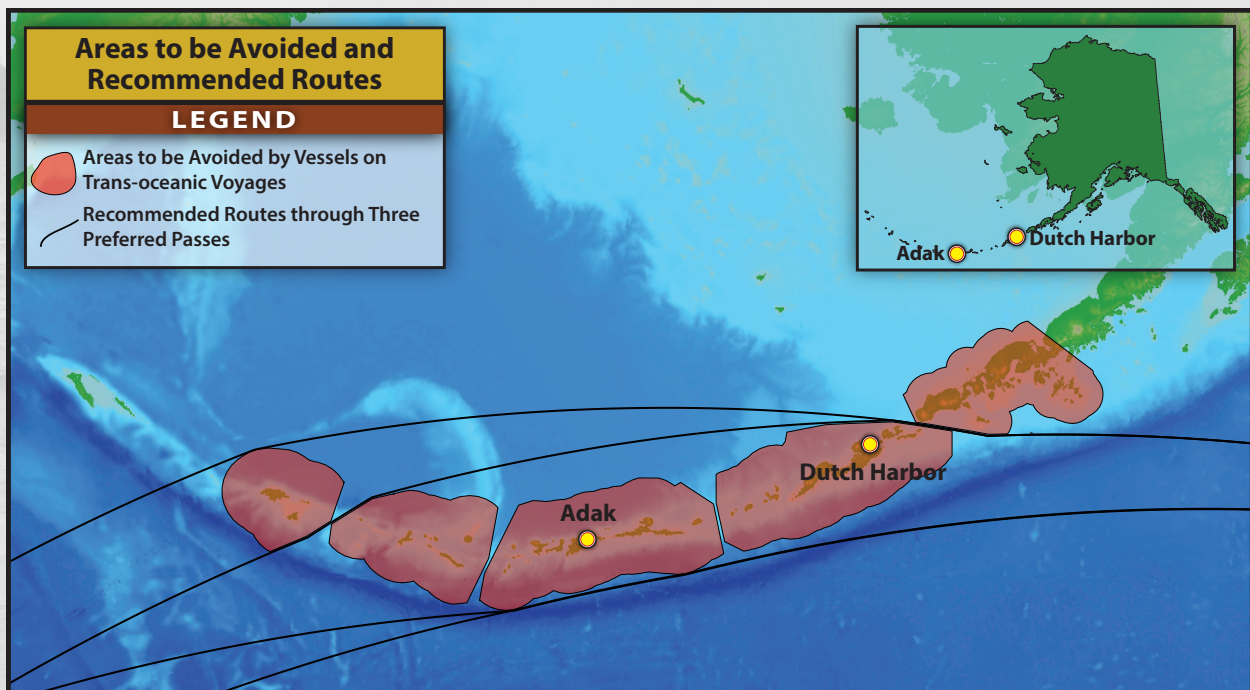 Areas to be Avoided and
Recommended Routes
LEGEND
Areas to be Avoided by Vessels on
Trans-oceanic Voyages
Recommended Routes through Three
Preferred Passes
Dutch Harbor
Adak
Dutch Harbor
Adak